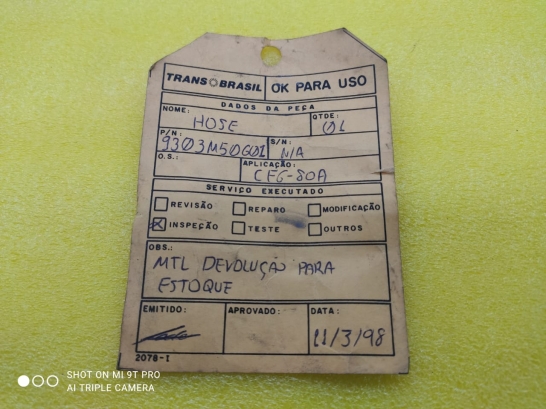 TRANSBRASIL OK PARA USO
DADOS DA PEÇA
NOME: HOSE QTDE: 01
P/N: 9303M50G01 S/N: N/A
O.S.: APLICAÇÃO: CF6-80A
SERVIÇO EXECUTADO
REVISÃO REPARO MODIFICAÇÃO
INSPEÇÃO TESTE OUTROS
OBS.:
MTL DEVOLUÇÃO PARA
ESTOQUE
EMITIDO: APROVADO: DATA:
11/3/98
2078-I
SHOT ON MI 9T PRO
AI TRIPLE CAMERA